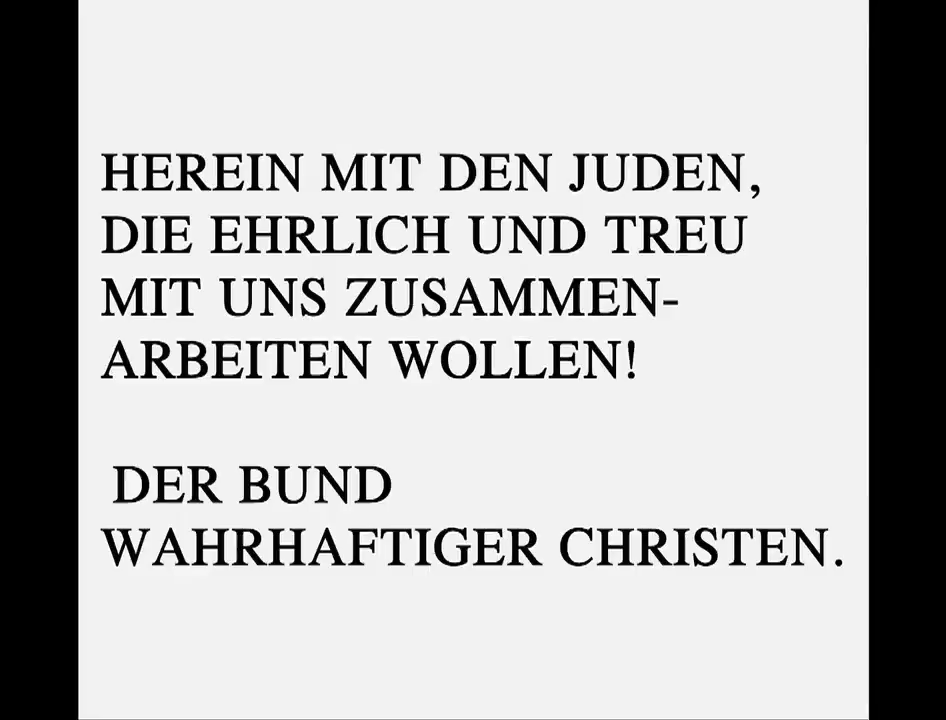 HEREIN MIT DEN JUDEN,
DIE EHRLICH UND TREU
MIT UNS ZUSAMMEN-
ARBEITEN WOLLEN!
DER BUND
WAHRHAFTIGER CHRISTEN.